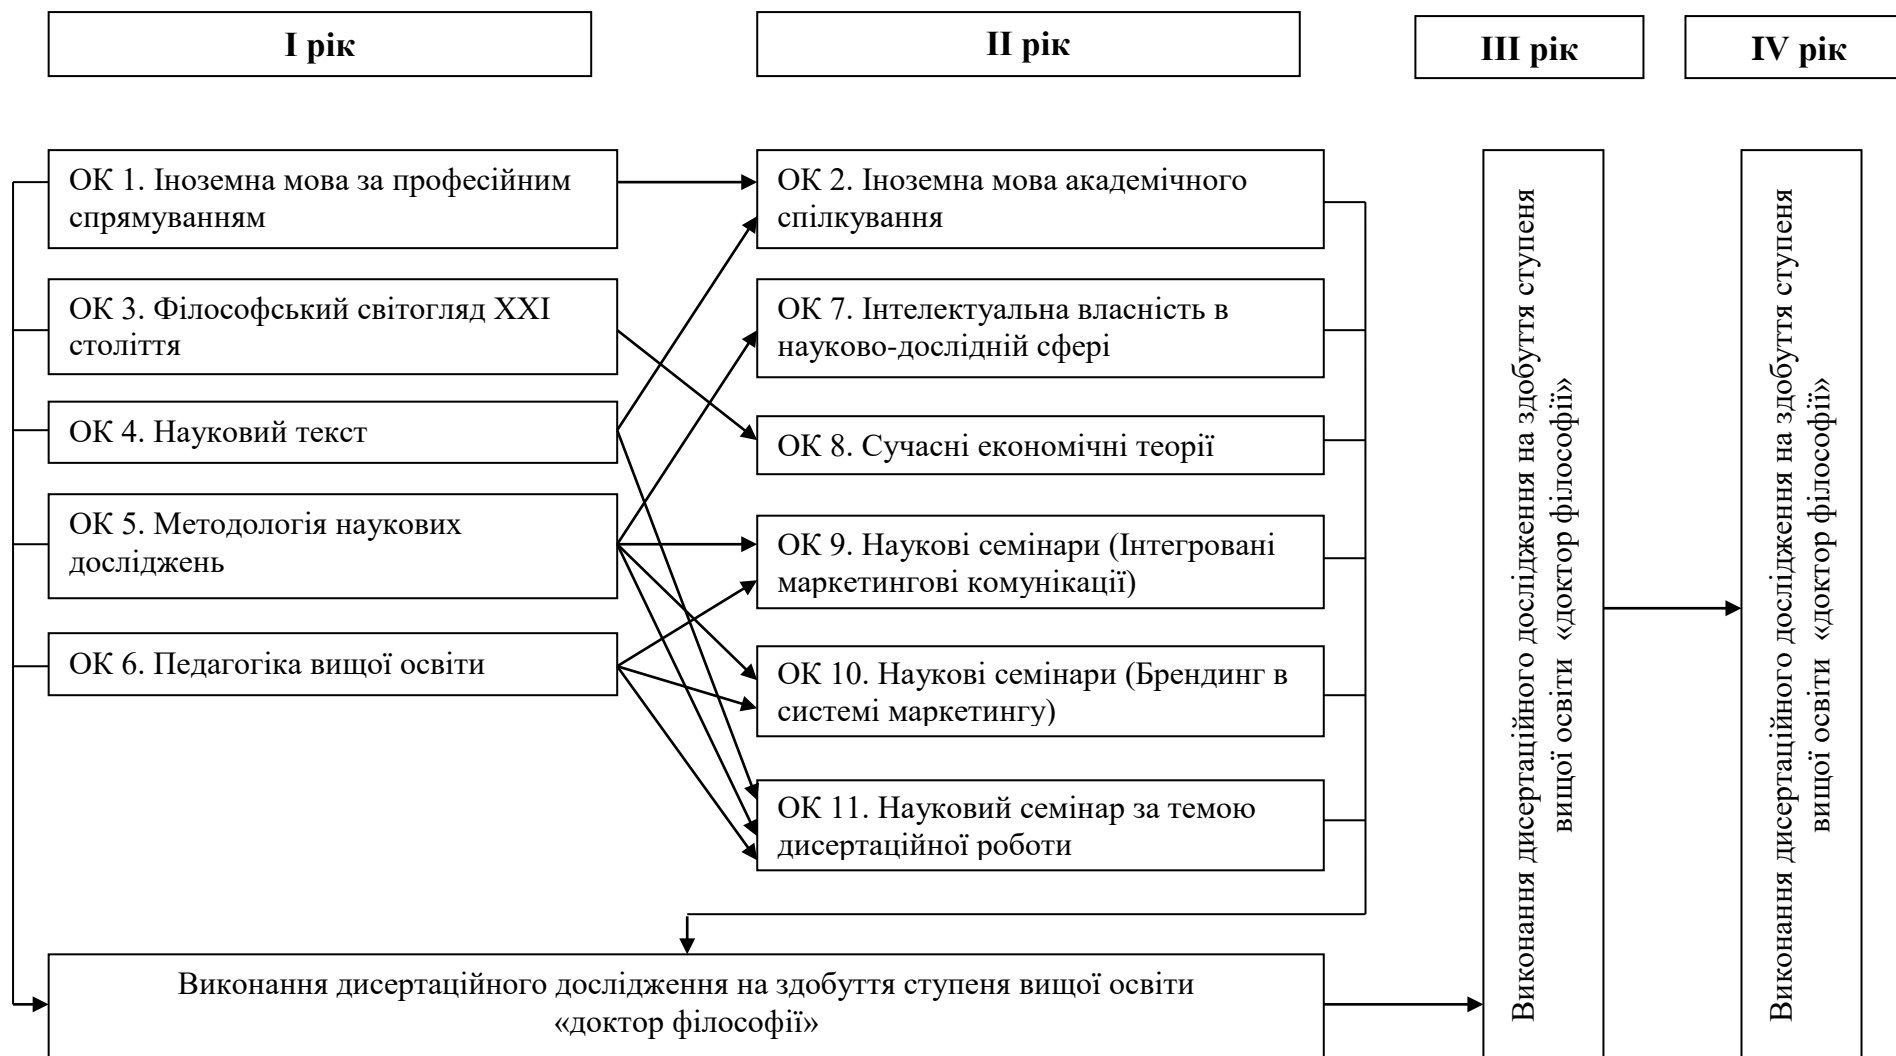 I рік
II рік
III рік
IV рік
ОК 1. Іноземна мова за професійним
спрямуванням
ОК 3. Філософський світогляд XXI
століття
ОК 4. Науковий текст
ОК 5. Методологія наукових
досліджень
ОК 6. Педагогіка вищої освіти
ОК 2. Іноземна мова академічного
спілкування
ОК 7. Інтелектуальна власність в
науково-дослідній сфері
ОК 8. Сучасні економічні теорії
ОК 9. Наукові семінари (Інтегровані
маркетингові комунікації)
ОК 10. Наукові семінари (Брендинг в
системі маркетингу)
ОК 11. Науковий семінар за темою
дисертаційної роботи
Виконання дисертаційного дослідження на здобуття ступеня вищої освіти
«доктор філософії»
Виконання дисертаційного дослідження на здобуття ступеня
вищої освіти «доктор філософії»
Виконання дисертаційного дослідження на здобуття ступеня
вищої освіти «доктор філософії»